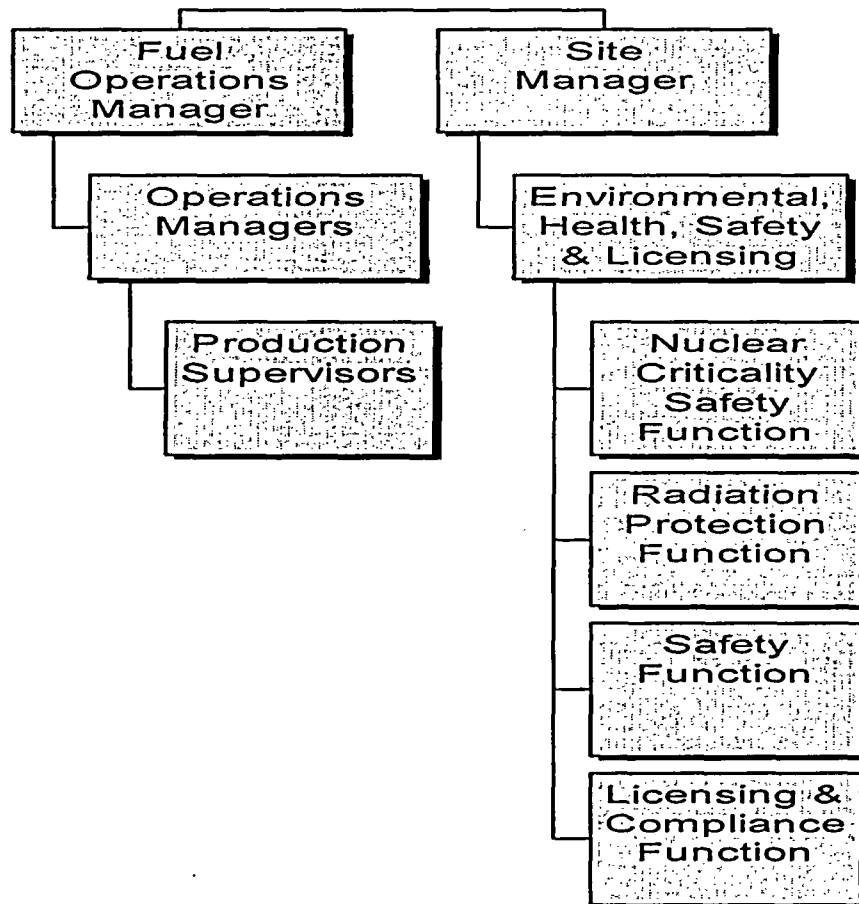 Fuel
Operations
Manager
Site
Manager
Operations
Managers
Environmental,
Health, Safety
& Licensing
Production
Supervisors
Nuclear
Criticality
Safety
Function
Radiation
Protection
Function
Safety
Function
Licensing &
Compliance
Function